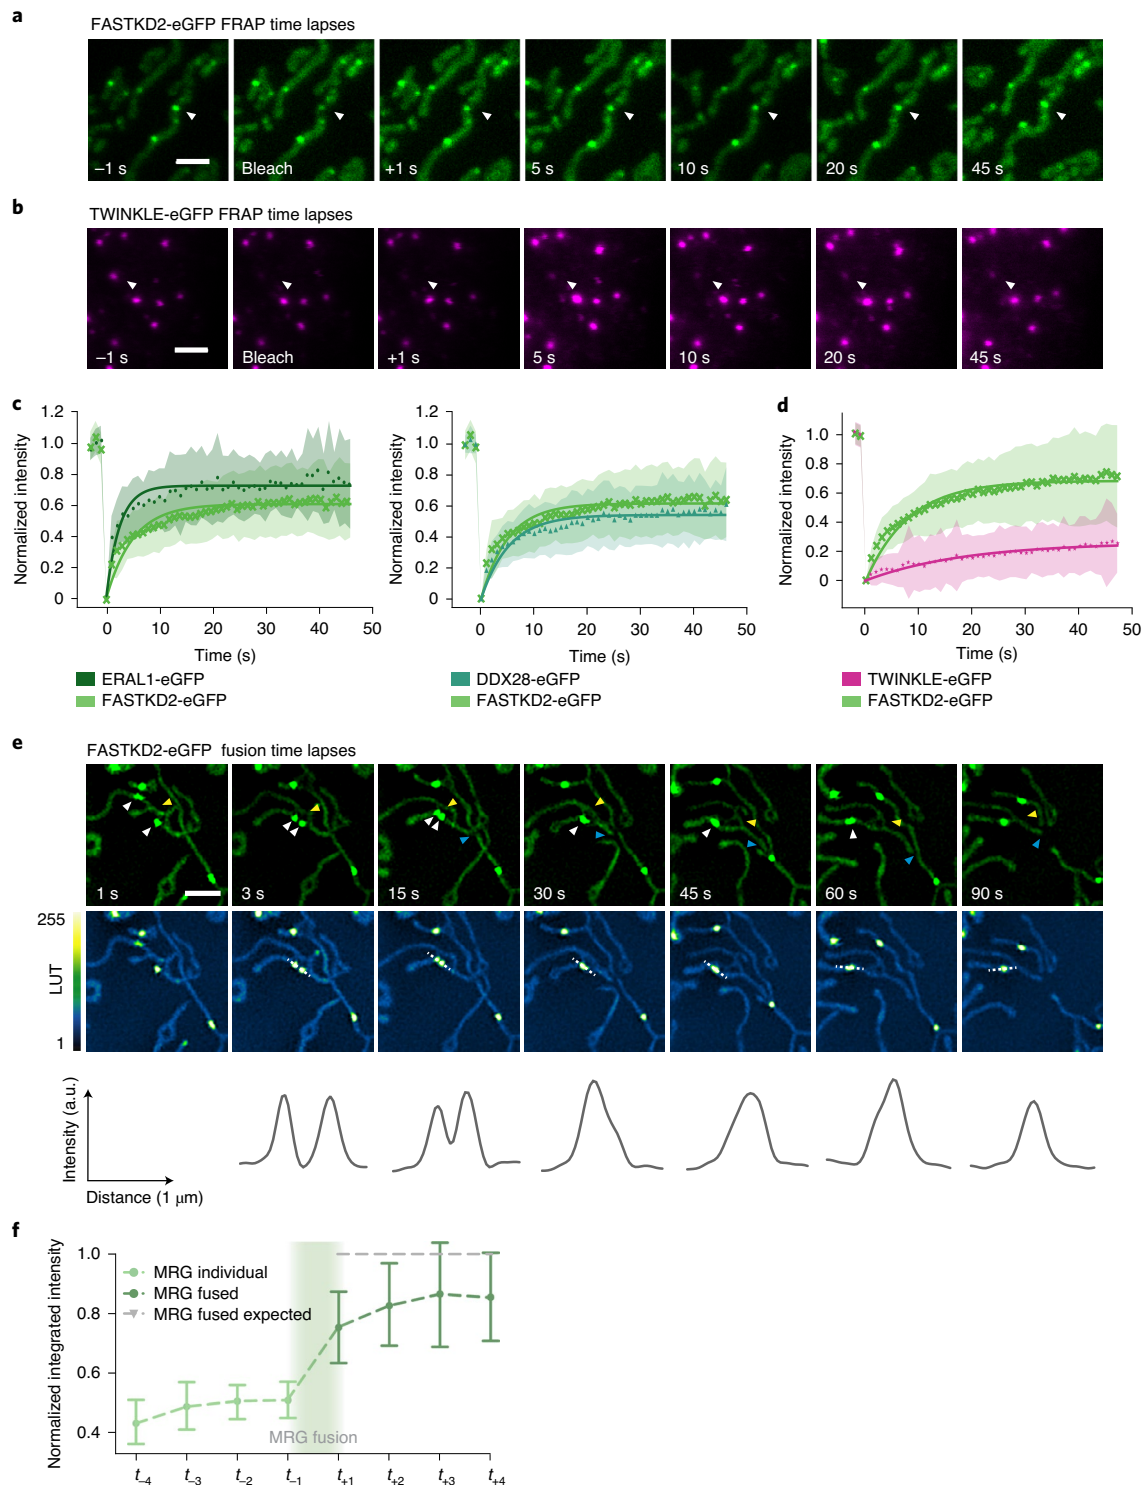 a
FASTKD2-eGFP FRAP time lapses
–1 s
Bleach
+1 s
5 s
10 s
20 s
45 s
b
TWINKLE-eGFP FRAP time lapses
–1 s
Bleach
+1 s
5 s
10 s
20 s
45 s
c
Normalized intensity
1.2
1.0
0.8
0.6
0.4
0.2
0
0 10 20 30 40 50
Time (s)
ERAL1-eGFP
FASTKD2-eGFP
Normalized intensity
1.2
1.0
0.8
0.6
0.4
0.2
0
0 10 20 30 40 50
Time (s)
DDX28-eGFP
FASTKD2-eGFP
d
Normalized intensity
1.0
0.8
0.6
0.4
0.2
0
0 10 20 30 40 50
Time (s)
TWINKLE-eGFP
FASTKD2-eGFP
e
FASTKD2-eGFP fusion time lapses
1 s
3 s
15 s
30 s
45 s
60 s
90 s
255
LUT
1
Intensity (a.u.)
Distance (1 μm)
f
Normalized integrated intensity
1.0
0.8
0.6
0.4
MRG individual
MRG fused
MRG fused expected
MRG fusion
t–4 t–3 t–2 t–1 t+1 t+2 t+3 t+4